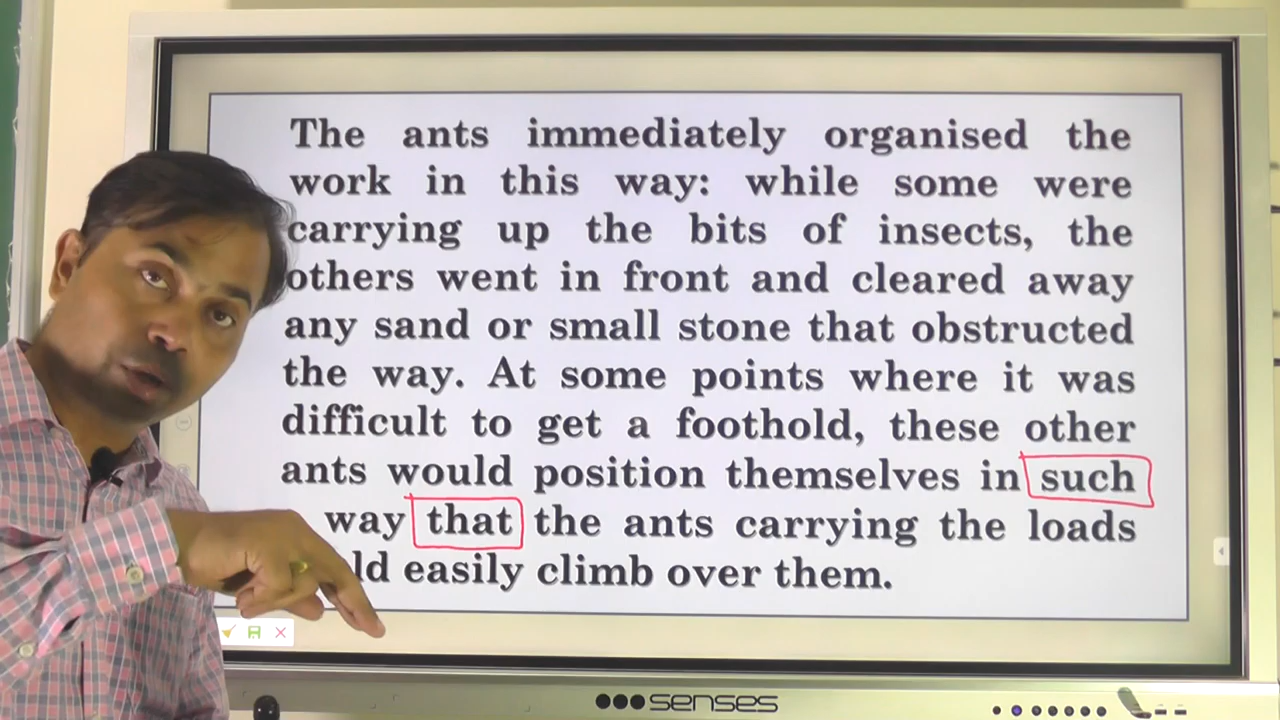 The ants immediately organised the
work in this way: while some were
carrying up the bits of insects, the
others went in front and cleared away
any sand or small stone that obstructed
the way. At some points where it was
difficult to get a foothold, these other
ants would position themselves in such
way that the ants carrying the loads
easily climb over them.
senses